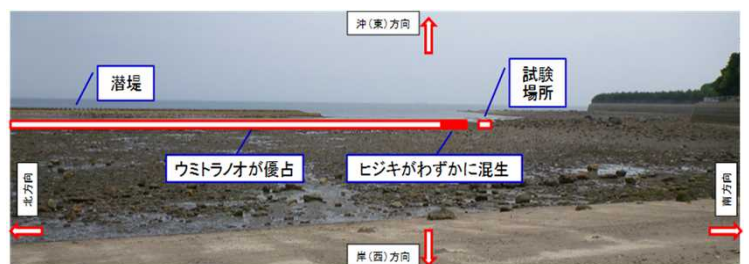 沖(東)方向
潜堤
試験
場所
ウミトラノオが優占
ヒジキがわずかに混生
北方向
南方向
岸(西)方向